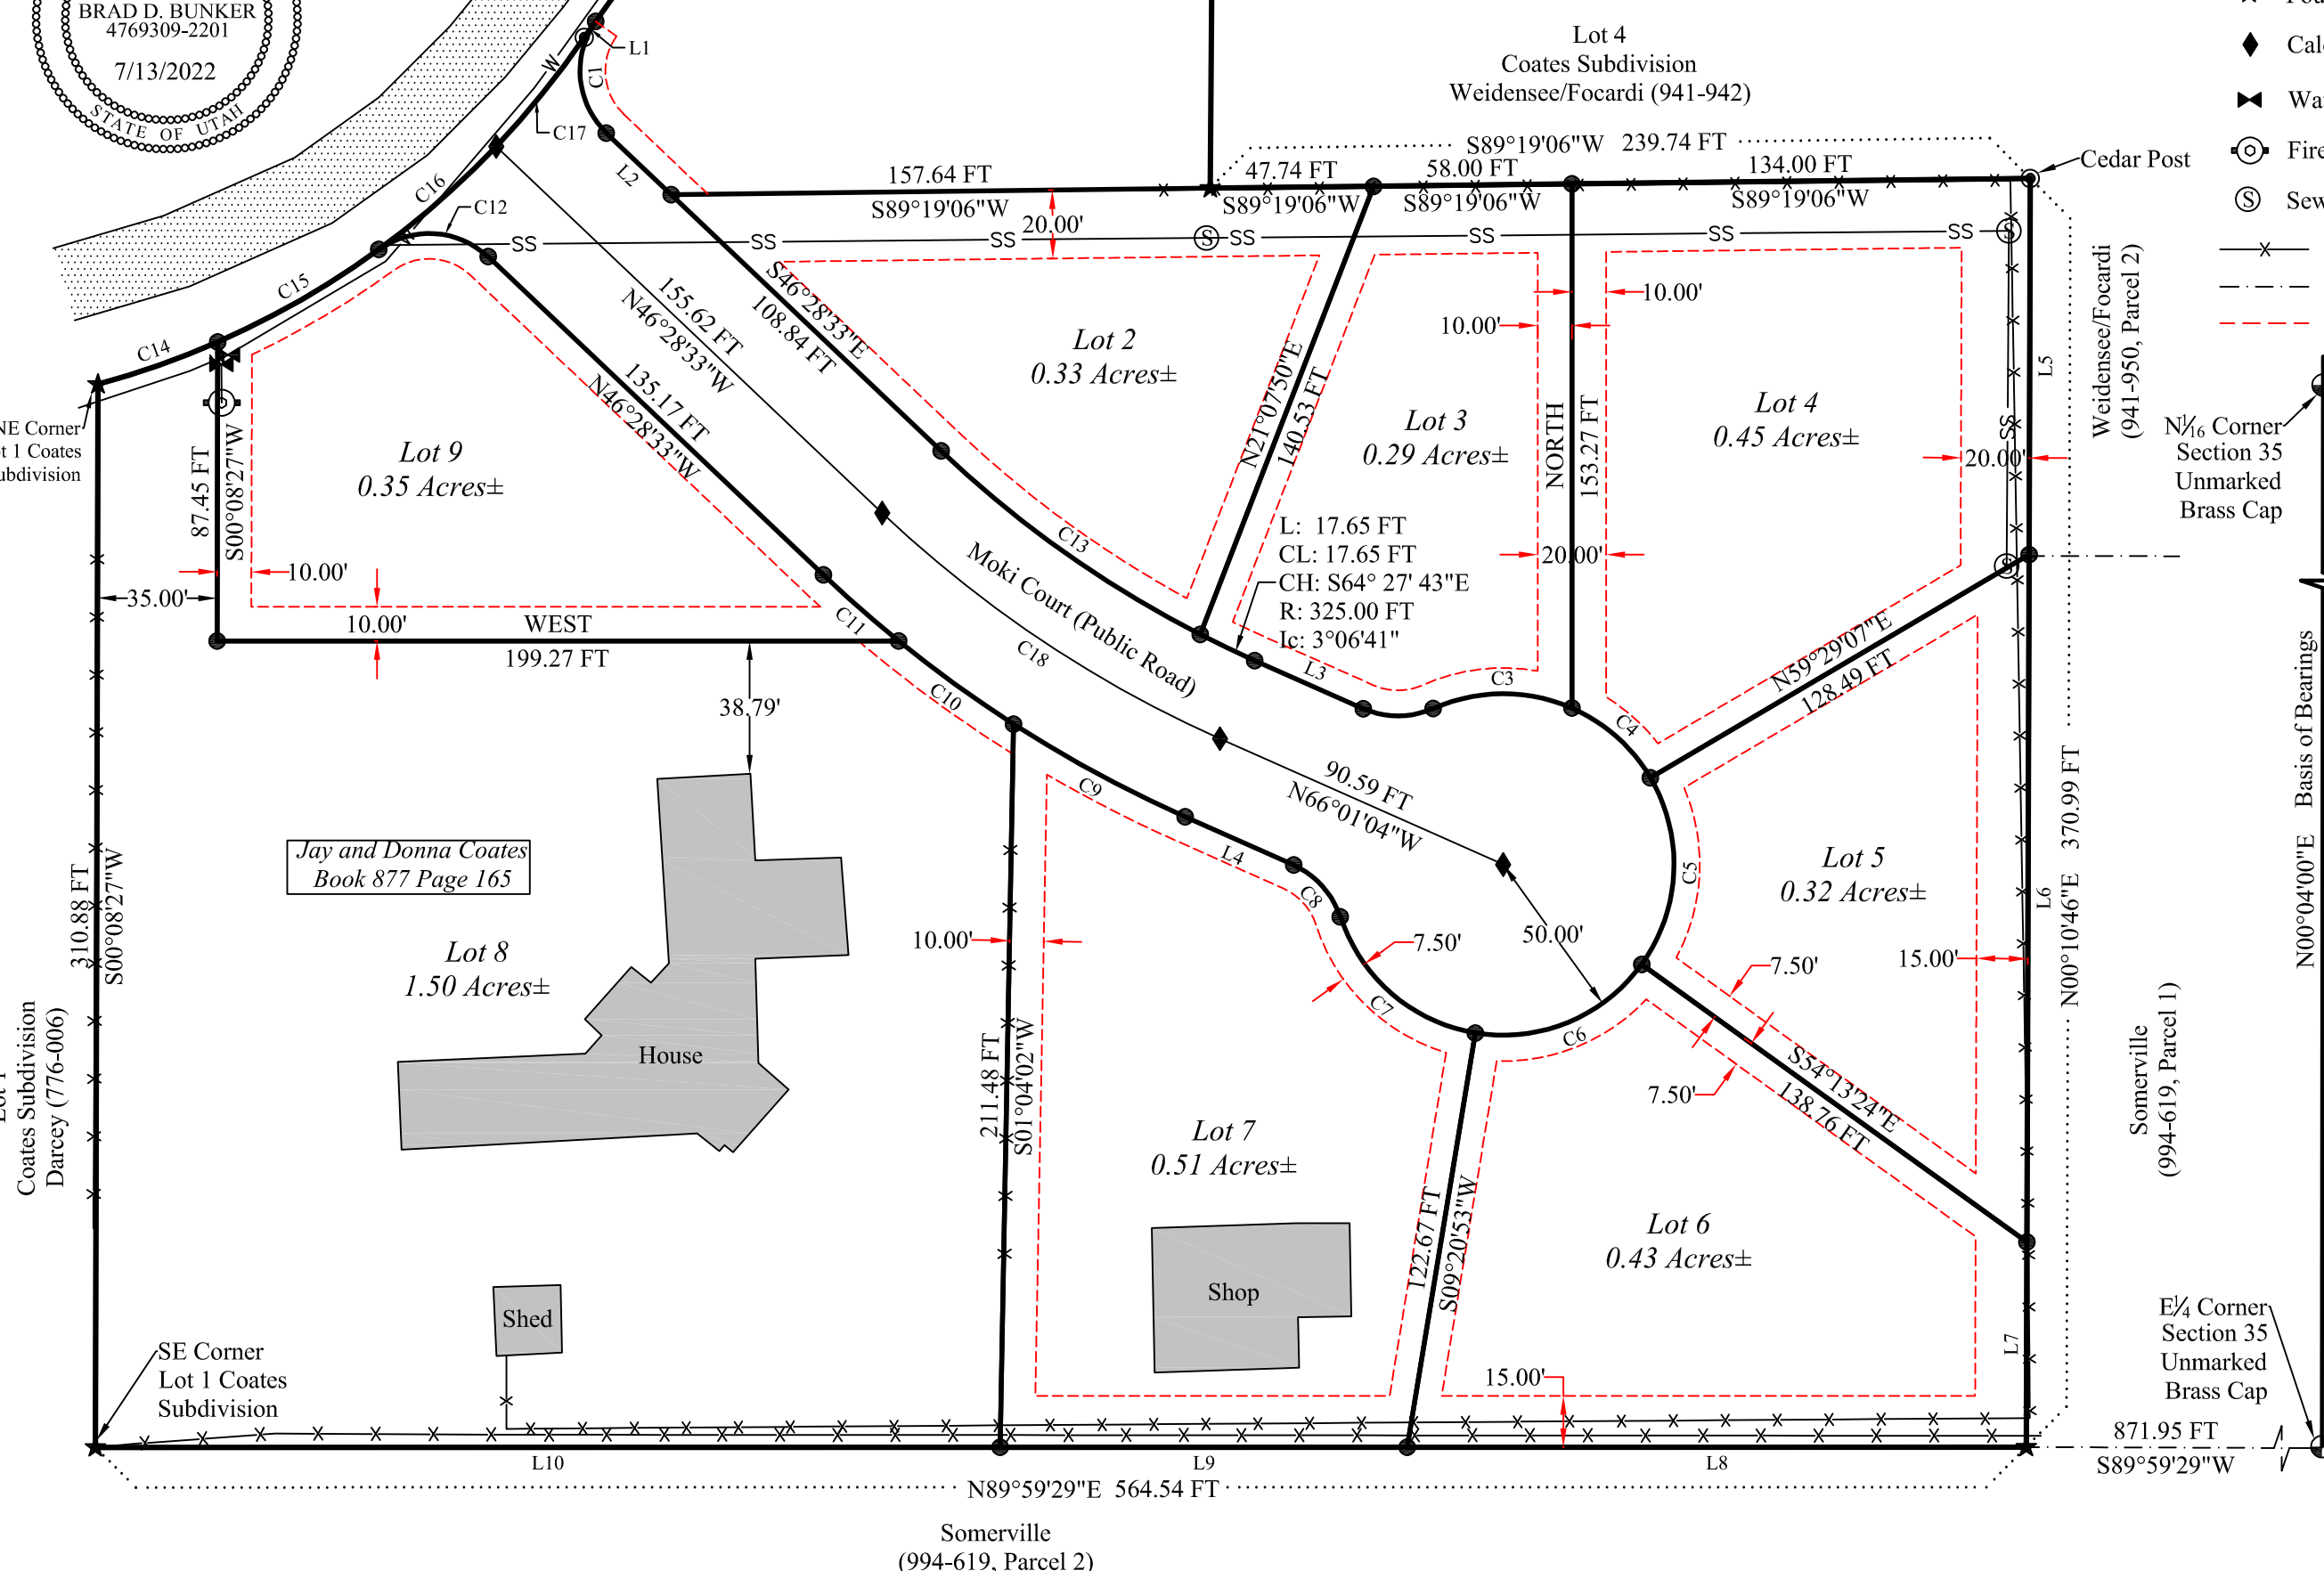 BRAD D. BUNKER
4769309-2201
7/13/2022
STATE OF UTAH
L1
C1
W
C17
L2
C16
C12
C15
C14
Lot 4
Coates Subdivision
Weidensee/Focardi (941-942)
S89°19'06"W 239.74 FT
157.64 FT
S89°19'06"W
47.74 FT
S89°19'06"W
58.00 FT
S89°19'06"W
134.00 FT
S89°19'06"W
Cedar Post
20.00'
SS
SS
SS
S
SS
SS
SS
SS
S
S
SS
NE Corner
1 Coates
Lot 9
0.35 Acres±
87.45 FT
S00°08'27"W
35.00'
10.00'
10.00'
WEST
199.27 FT
38.79'
135.17 FT
N46°28'33"W
155.62 FT
N46°28'33"W
S46°28'33"E
108.84 FT
Lot 2
0.33 Acres±
N21°07'50"E
140.53 FT
Lot 3
0.29 Acres±
10.00'
10.00'
NORTH
153.27 FT
20.00'
Lot 4
0.45 Acres±
20.00'
L5
Weidensee/Focardi
(941-950, Parcel 2)
N1⁄16 Corner
Section 35
Unmarked
Brass Cap
S
L: 17.65 FT
CL: 17.65 FT
CH: S64° 27' 43"E
R: 325.00 FT
Ic: 3°06'41"
C13
Moki Court (Public Road)
C18
C11
C10
C9
L3
C3
C4
N59°29'07"E
128.49 FT
90.59 FT
N66°01'04"W
L4
C8
C5
C7
C6
7.50'
50.00'
Lot 5
0.32 Acres±
15.00'
7.50'
7.50'
S54°13'24"E
138.76 FT
L6
N00°10'46"E 370.99 FT
N00°04'00"E Basis of Bearings
Somerville
(994-619, Parcel 1)
Jay and Donna Coates
Book 877 Page 165
Lot 8
1.50 Acres±
House
310.88 FT
S00°08'27"W
Coates Subdivision
Darcey (776-006)
10.00'
211.48 FT
S01°04'02"W
Lot 7
0.51 Acres±
Shop
122.67 FT
S09°20'53"W
Lot 6
0.43 Acres±
15.00'
L7
E1⁄4 Corner
Section 35
Unmarked
Brass Cap
Shed
SE Corner
Lot 1 Coates
Subdivision
871.95 FT
S89°59'29"W
L10
L9
L8
N89°59'29"E 564.54 FT
Somerville
(994-619, Parcel 2)